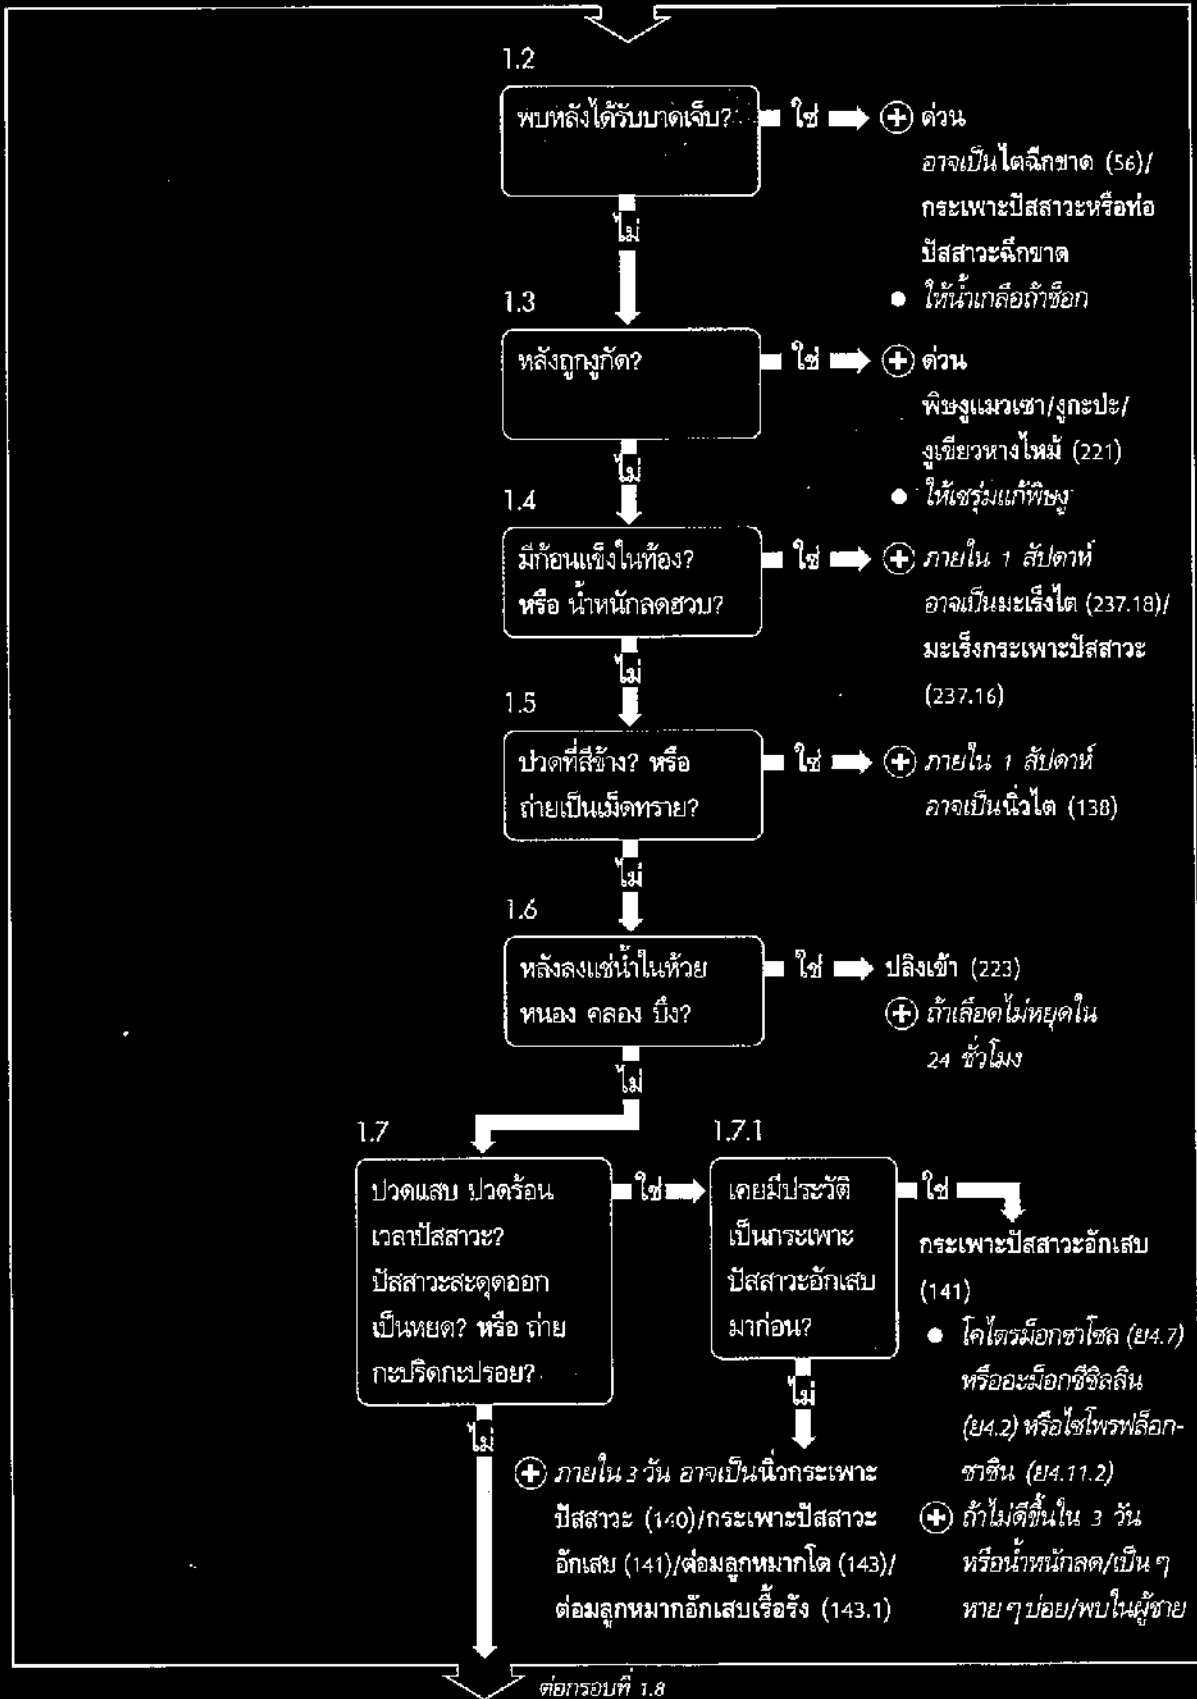 1.2
พบหลังได้รับบาดเจ็บ?
ใช่
ด่วน
อาจเป็นไตฉีกขาด (56)/
กระเพาะปัสสาวะหรือท่อ
ปัสสาวะฉีกขาด
● ให้น้ำเกลือถ้าช็อก
ไม่
1.3
หลังถูกงูกัด?
ใช่
ด่วน
พิษงูแมวเซา/งูกะปะ/
งูเขียวหางไหม้ (221)
● ให้เซรุ่มแก้พิษงู
ไม่
1.4
มีก้อนแข็งในท้อง?
หรือ น้ำหนักลดฮวบ?
ใช่
ภายใน 1 สัปดาห์
อาจเป็นมะเร็งไต (237.18)/
มะเร็งกระเพาะปัสสาวะ
(237.16)
ไม่
1.5
ปวดที่สีข้าง? หรือ
ถ่ายเป็นเม็ดทราย?
ใช่
ภายใน 1 สัปดาห์
อาจเป็นนิ่วไต (138)
ไม่
1.6
หลังลงแช่น้ำในห้วย
หนอง คลอง บึง?
ใช่
ปลิงเข้า (223)
ถ้าเลือดไม่หยุดใน
24 ชั่วโมง
ไม่
1.7
ปวดแสบ ปวดร้อน
เวลาปัสสาวะ?
ปัสสาวะสะดุดออก
เป็นหยด? หรือ ถ่าย
กะปริดกะปรอย?
ใช่
1.7.1
เคยมีประวัติ
เป็นกระเพาะ
ปัสสาวะอักเสบ
มาก่อน?
ใช่
กระเพาะปัสสาวะอักเสบ
(141)
● โคไตรม็อกซาโซล (ย4.7)
หรืออะม็อกซีซิลลิน
(ย4.2) หรือไซโพรฟล็อก-
ซาซิน (ย4.11.2)
ถ้าไม่ดีขึ้นใน 3 วัน
หรือน้ำหนักลด/เป็น ๆ
หาย ๆ บ่อย/พบในผู้ชาย
ไม่
ภายใน 3 วัน อาจเป็นนิ่วกระเพาะ
ปัสสาวะ (140)/กระเพาะปัสสาวะ
อักเสบ (141)/ต่อมลูกหมากโต (143)/
ต่อมลูกหมากอักเสบเรื้อรัง (143.1)
ไม่
ต่อกรอบที่ 1.8